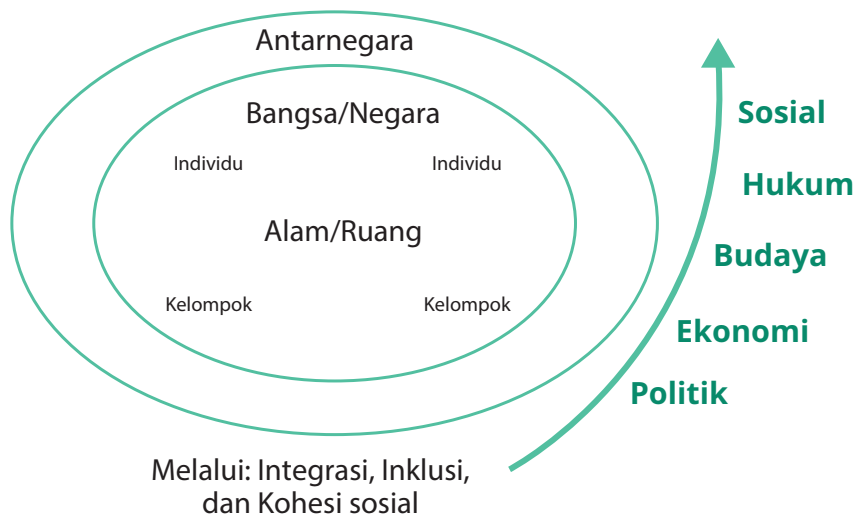 Antarnegara
Bangsa/Negara
Individu
Individu
Alam/Ruang
Kelompok
Kelompok
Sosial
Hukum
Budaya
Ekonomi
Politik
Melalui: Integrasi, Inklusi,
dan Kohesi sosial